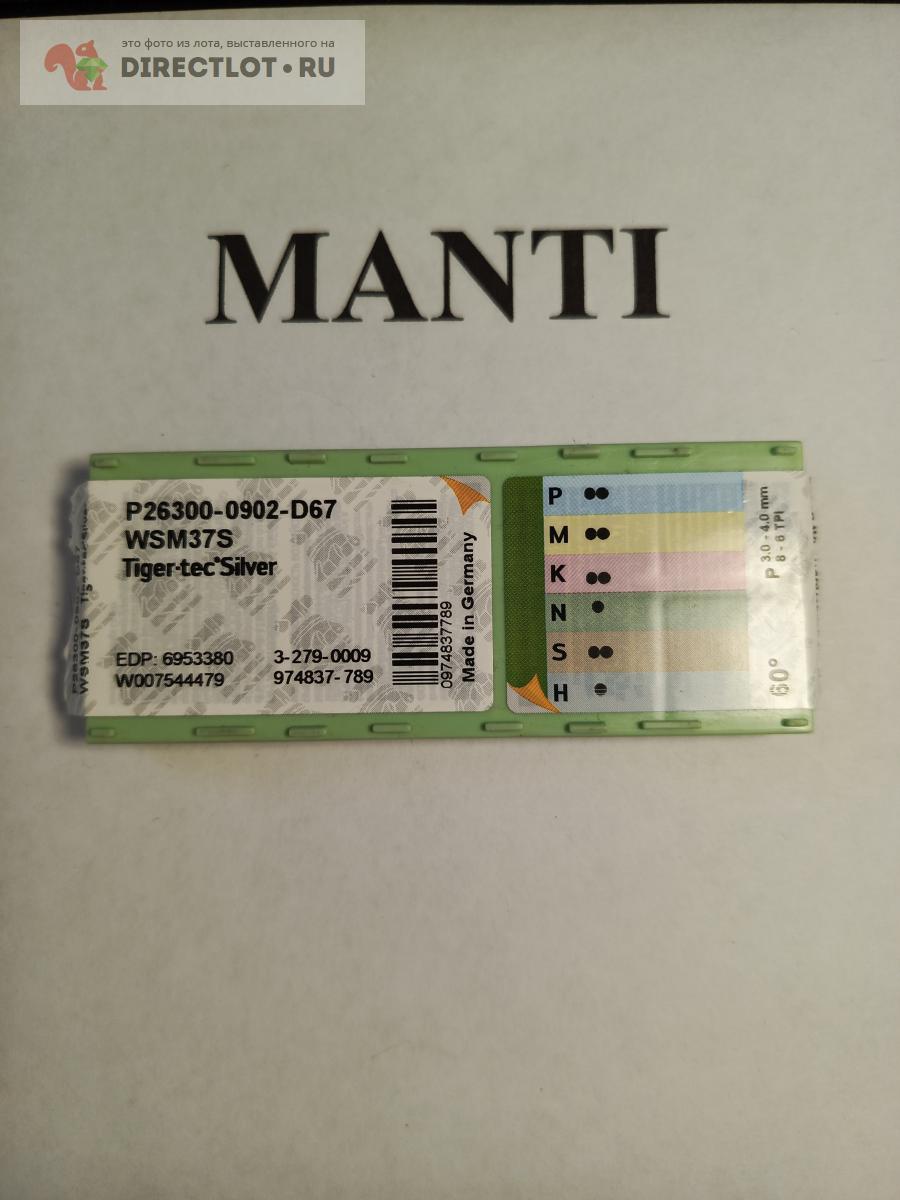 это фото из лота, выставленного на
DIRECTLOT•RU
MANTI
P26300-0902-D67
WSM37S
Tiger·tec®Silver
EDP: 6953380
3-279-0009
W007544479
974837-789
0974837789
Made in Germany
P
M
K
N
S
H
P 3.0 - 4.0 mm
8 - 6 TPI
60°
WSM37S